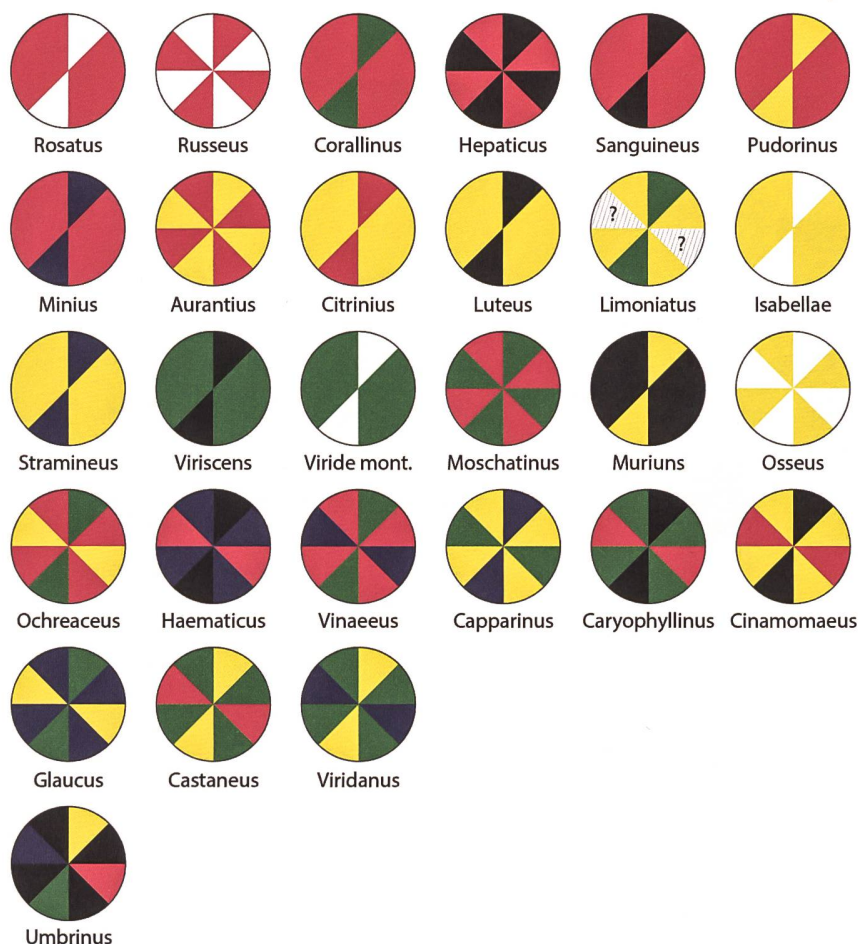 Rosatus Russeus Corallinus Hepaticus Sanguineus Pudorinus
? ?
Minius Aurantius Citrinius Luteus Limoniatus Isabellae
Stramineus Viriscens Viride mont. Moschatinus Muriuns Osseus
Ochreaceus Haematicus Vinaeeus Capparinus Caryophyllinus Cinamomaeus
Glaucus Castaneus Viridanus
Umbrinus